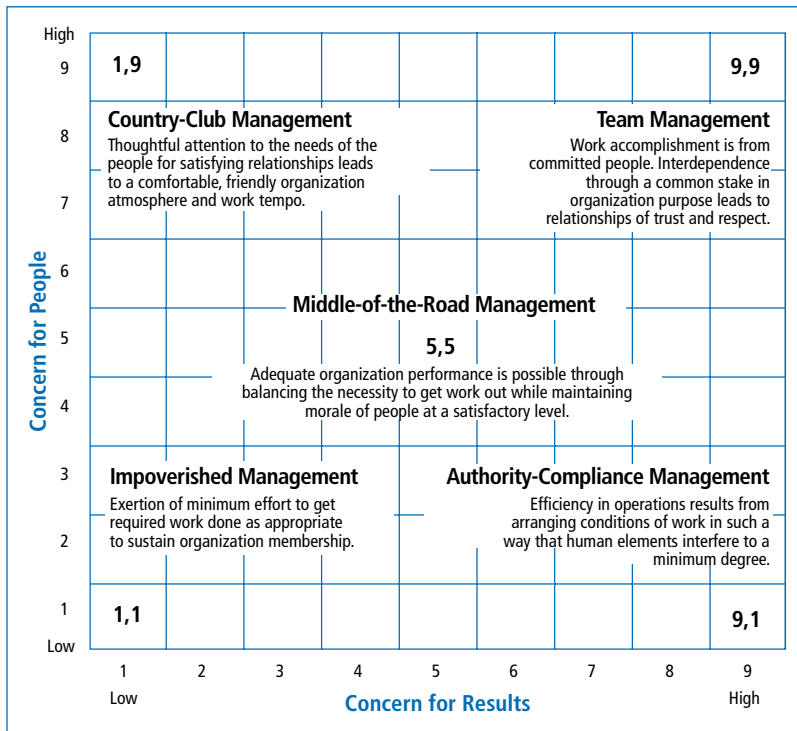 High
9
1,9
9,9
Country-Club Management
Thoughtful attention to the needs of the
people for satisfying relationships leads
to a comfortable, friendly organization
atmosphere and work tempo.
Team Management
Work accomplishment is from
committed people. Interdependence
through a common stake in
organization purpose leads to
relationships of trust and respect.
8
7
6
Concern for People
Middle-of-the-Road Management
5
5,5
Adequate organization performance is possible through
balancing the necessity to get work out while maintaining
morale of people at a satisfactory level.
4
3
Impoverished Management
Exertion of minimum effort to get
required work done as appropriate
to sustain organization membership.
Authority-Compliance Management
Efficiency in operations results from
arranging conditions of work in such a
way that human elements interfere to a
minimum degree.
2
1
1,1
9,1
Low
1 2 3 4 5 6 7 8 9
Low
High
Concern for Results